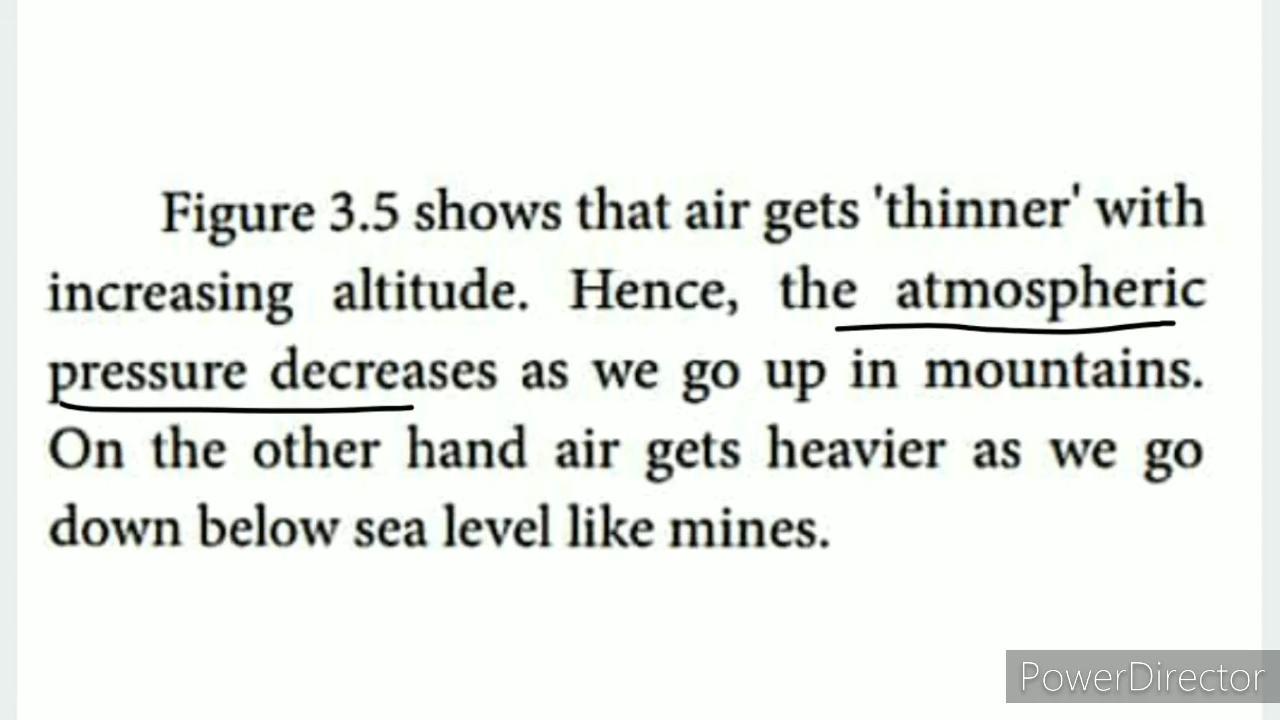 Figure 3.5 shows that air gets 'thinner' with
increasing altitude. Hence, the atmospheric
pressure decreases as we go up in mountains.
On the other hand air gets heavier as we go
down below sea level like mines.
PowerDirector